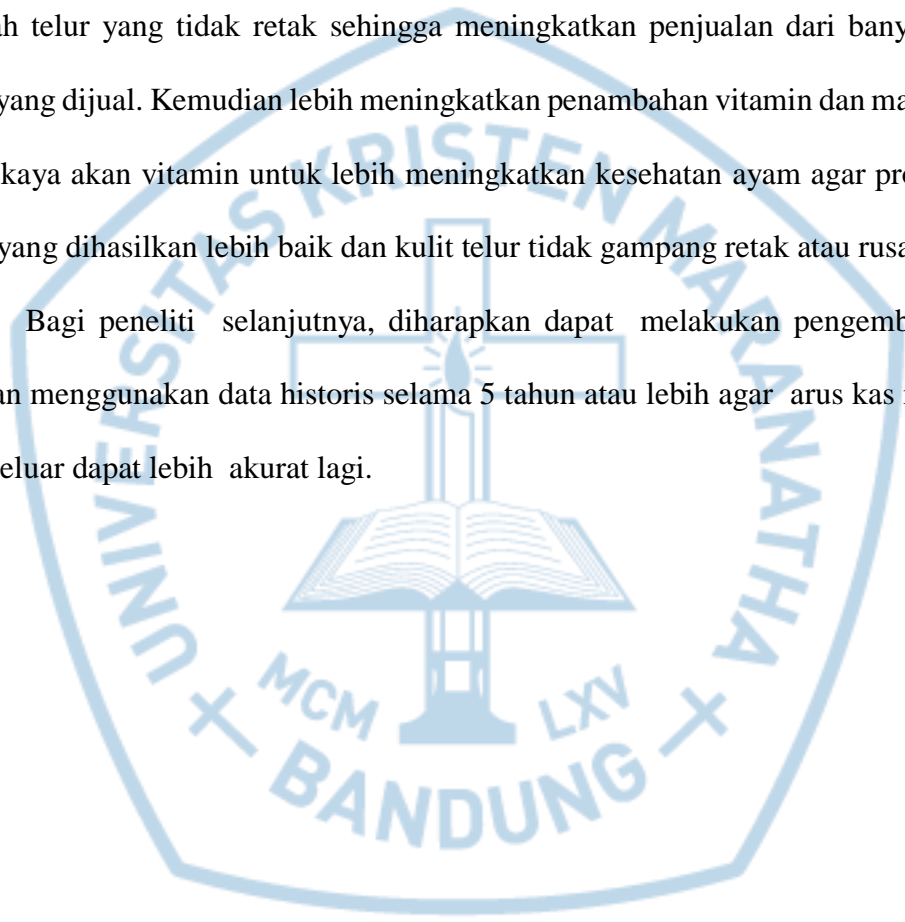 ah telur yang tidak retak sehingga meningkatkan penjualan dari bany
yang dijual. Kemudian lebih meningkatkan penambahan vitamin dan ma
kaya akan vitamin untuk lebih meningkatkan kesehatan ayam agar pro
yang dihasilkan lebih baik dan kulit telur tidak gampang retak atau rusa
Bagi peneliti selanjutnya, diharapkan dapat melakukan pengemb
an menggunakan data historis selama 5 tahun atau lebih agar arus kas
eluar dapat lebih akurat lagi.
UNIVERSITAS KRISTEN MARANATHA
MCM LXV
BANDUNG